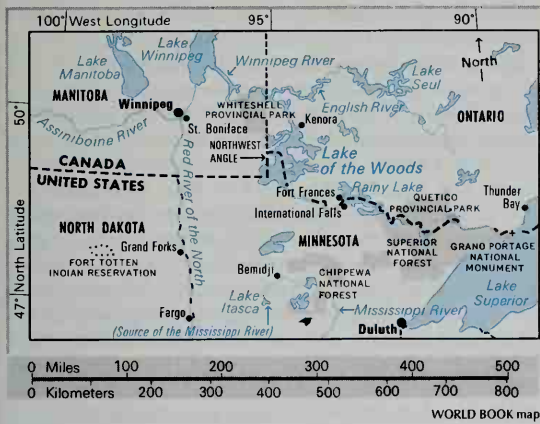 100° West Longitude
95°
90°
Lake
Winnipeg
Lake
Manitoba
Winnipeg River
North
Lake
Seul
MANITOBA
Winnipeg
WHITESHELL
PROVINCIAL PARK
English River
ONTARIO
50°
Assiniboine River
St. Boniface
Kenora
NORTHWEST
ANGLE
Lake
of the Woods
CANADA
UNITED STATES
Red River of the North
Fort Frances
Rainy Lake
International Falls
QUETICO
PROVINCIAL PARK
Thunder
Bay
NORTH DAKOTA
Grand Forks
FORT TOTTEN
INDIAN RESERVATION
MINNESOTA
SUPERIOR
NATIONAL
FOREST
GRAND PORTAGE
NATIONAL
MONUMENT
Bemidji
CHIPPEWA
NATIONAL
FOREST
Lake
Superior
47° North Latitude
Lake
Itasca
Mississippi River
Fargo
(Source of the Mississippi River)
Duluth
0 Miles 100 200 300 400 500
0 Kilometers 200 300 400 500 600 700 800
WORLD BOOK map